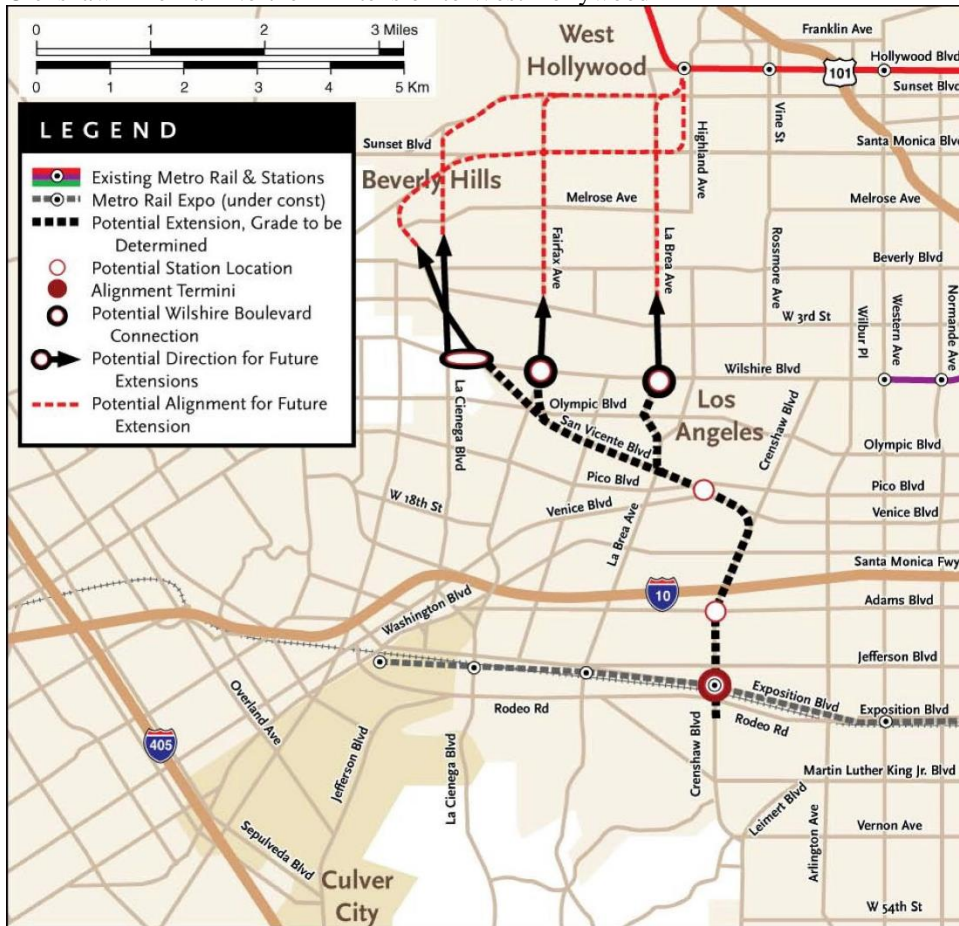 0 1 2 3 Miles
0 1 2 3 4 5 Km
LEGEND
Existing Metro Rail & Stations
Metro Rail Expo (under const)
Potential Extension, Grade to be
Determined
Potential Station Location
Alignment Termini
Potential Wilshire Boulevard
Connection
Potential Direction for Future
Extensions
Potential Alignment for Future
Extension
West
Hollywood
Franklin Ave
Hollywood Blvd
101
Sunset Blvd
Vine St
Highland Ave
Sunset Blvd
Santa Monica Blvd
Beverly Hills
Melrose Ave
Melrose Ave
Fairfax Ave
La Brea Ave
Rossmore Ave
Beverly Blvd
W 3rd St
Wilbur Pl
Western Ave
Normandie Ave
Wilshire Blvd
La Cienega Blvd
Olympic Blvd
Los
Angeles
Crenshaw Blvd
San Vicente Blvd
Olympic Blvd
Pico Blvd
Pico Blvd
W 18th St
Venice Blvd
La Brea Ave
Venice Blvd
Santa Monica Fwy
10
Washington Blvd
Adams Blvd
Jefferson Blvd
Overland Ave
Exposition Blvd
Exposition Blvd
Rodeo Rd
Rodeo Rd
405
Jefferson Blvd
La Cienega Blvd
Crenshaw Blvd
Martin Luther King Jr. Blvd
Leimert Blvd
Arlington Ave
Vernon Ave
Sepulveda Blvd
Culver
City
W 54th St